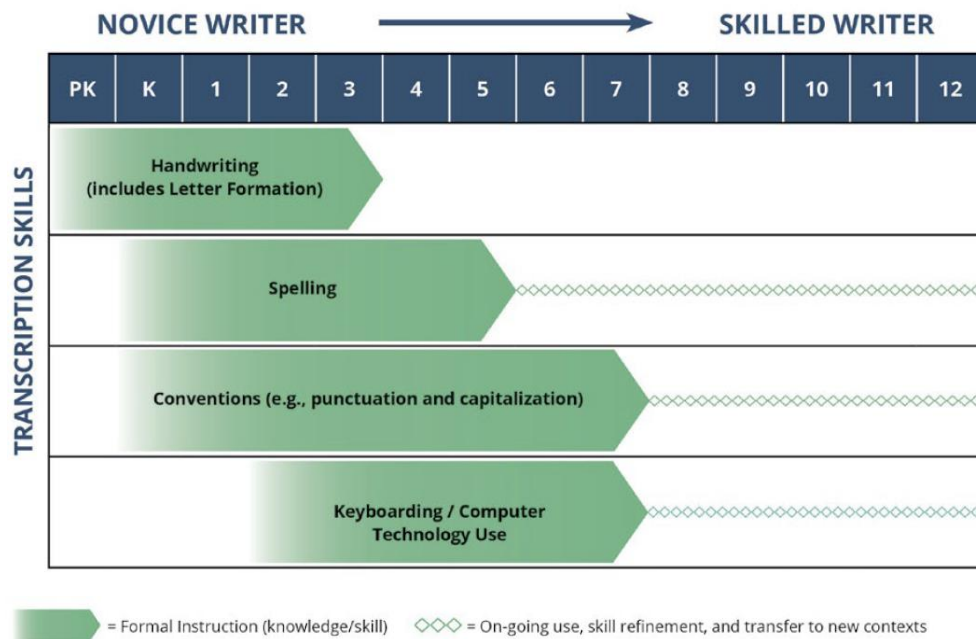 NOVICE WRITER
SKILLED WRITER
PK K 1 2 3 4 5 6 7 8 9 10 11 12
TRANSCRIPTION SKILLS
Handwriting
(includes Letter Formation)
Spelling
Conventions (e.g., punctuation and capitalization)
Keyboarding / Computer
Technology Use
= Formal Instruction (knowledge/skill)
= On-going use, skill refinement, and transfer to new contexts